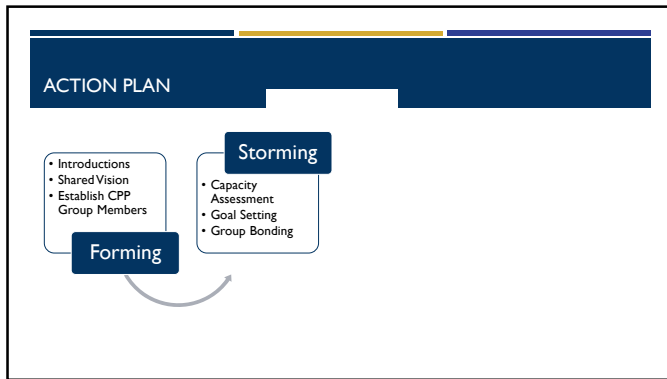 ACTION PLAN
• Introductions
• Shared Vision
• Establish CPP
Group Members
Forming
Storming
• Capacity
Assessment
• Goal Setting
• Group Bonding